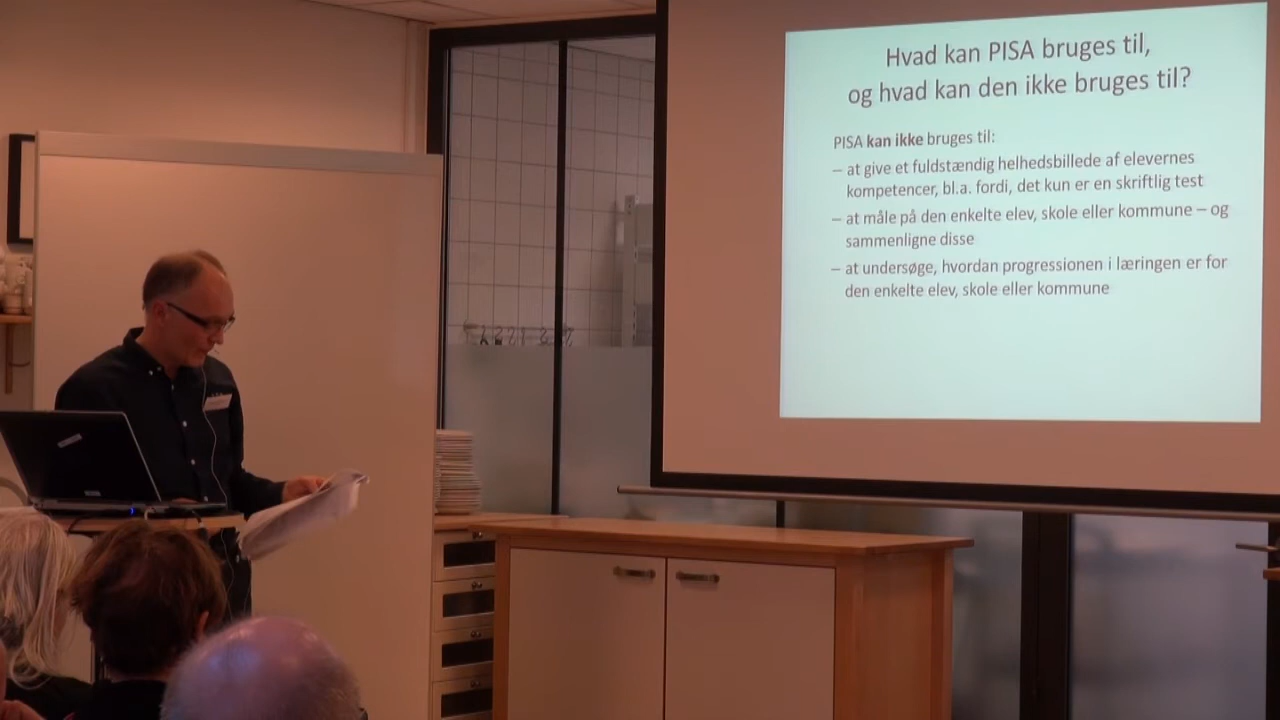 Hvad kan PISA bruges til,
og hvad kan den ikke bruges til?
PISA kan ikke bruges til:
– at give et fuldstændig helhedsbillede af elevernes
kompetencer, bl.a. fordi, det kun er en skriftlig test
– at måle på den enkelte elev, skole eller kommune – og
sammenligne disse
– at undersøge, hvordan progressionen i læringen er for
den enkelte elev, skole eller kommune